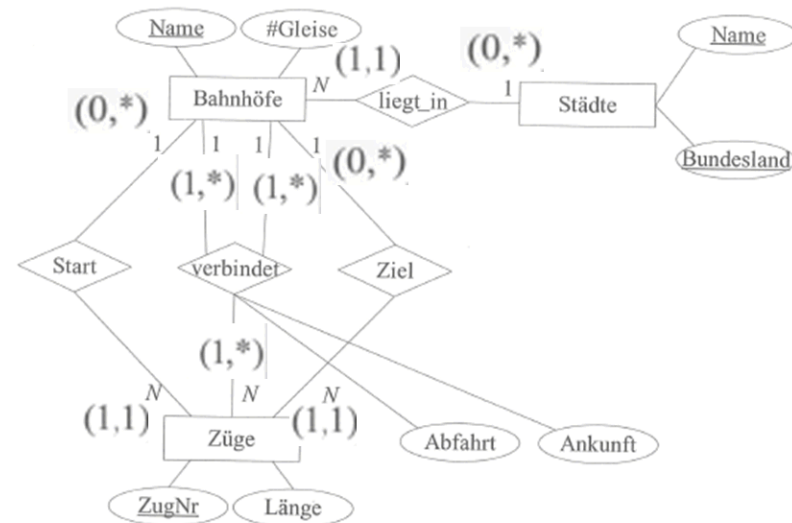 Name
#Gleise
Name
(1,1)
(0,*)
N
1
Bahnhöfe
liegt_in
Städte
(0,*)
1
1
1
1
(0,*)
Bundesland
(1,*)
(1,*)
Start
verbindet
Ziel
(1,*)
N
N
N
(1,1)
(1,1)
Züge
Abfahrt
Ankunft
ZugNr
Länge